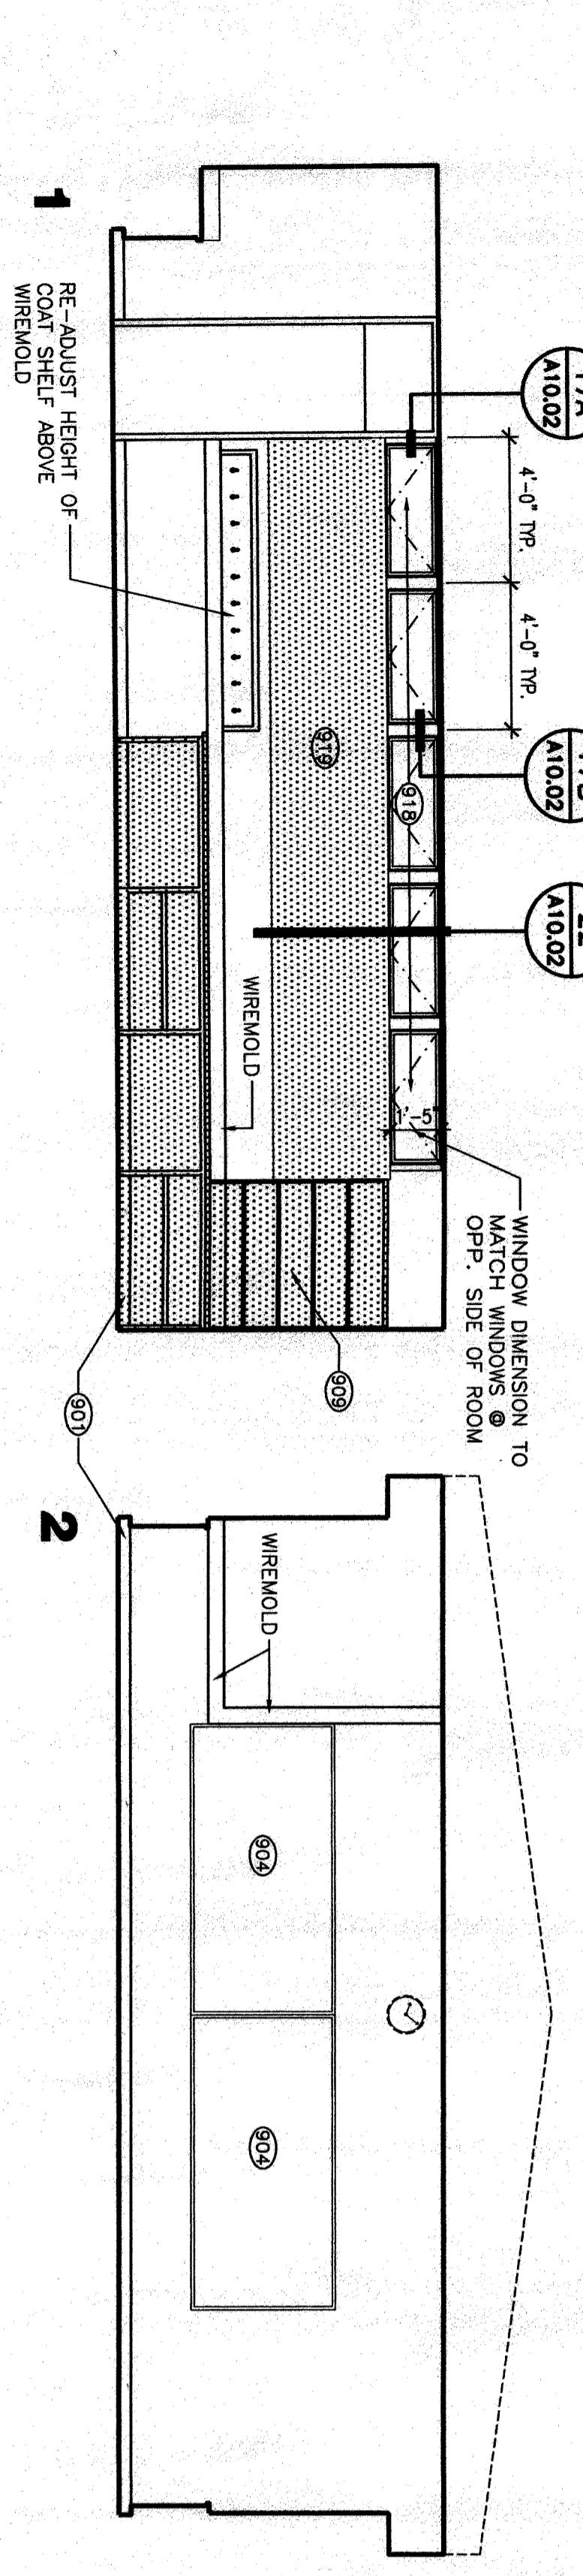 A10.02
A10.02
A10.02
4'-0" TYP.
4'-0" TYP.
918
1'-5"
WINDOW DIMENSION TO
MATCH WINDOWS @
OPP. SIDE OF ROOM
919
WIREMOLD
909
RE-ADJUST HEIGHT OF
COAT SHELF ABOVE
WIREMOLD
901
1
WIREMOLD
904
904
2